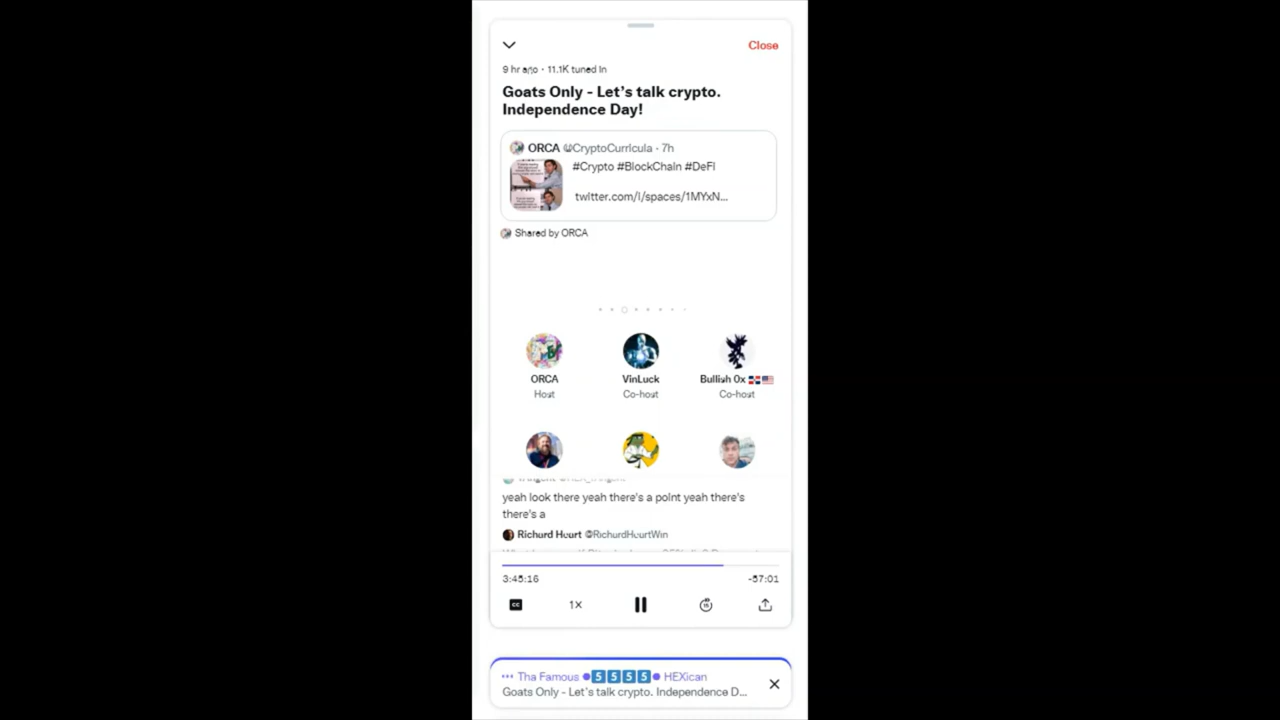 Close
9 hr ago · 11.1K tuned in
Goats Only - Let's talk crypto.
Independence Day!
ORCA @CryptoCurricula · 7h
#Crypto #BlockChain #DeFi
twitter.com/i/spaces/1MYxN...
Shared by ORCA
ORCA
VinLuck
Bullish 0x
Host
Co-host
Co-host
yeah look there yeah there's a point yeah there's
there's a
Richard Heart @RichardHeartWin
3:45:16
-57:01
CC
1X
15
Tha Famous 5555 HEXican
Goats Only - Let's talk crypto. Independence D...